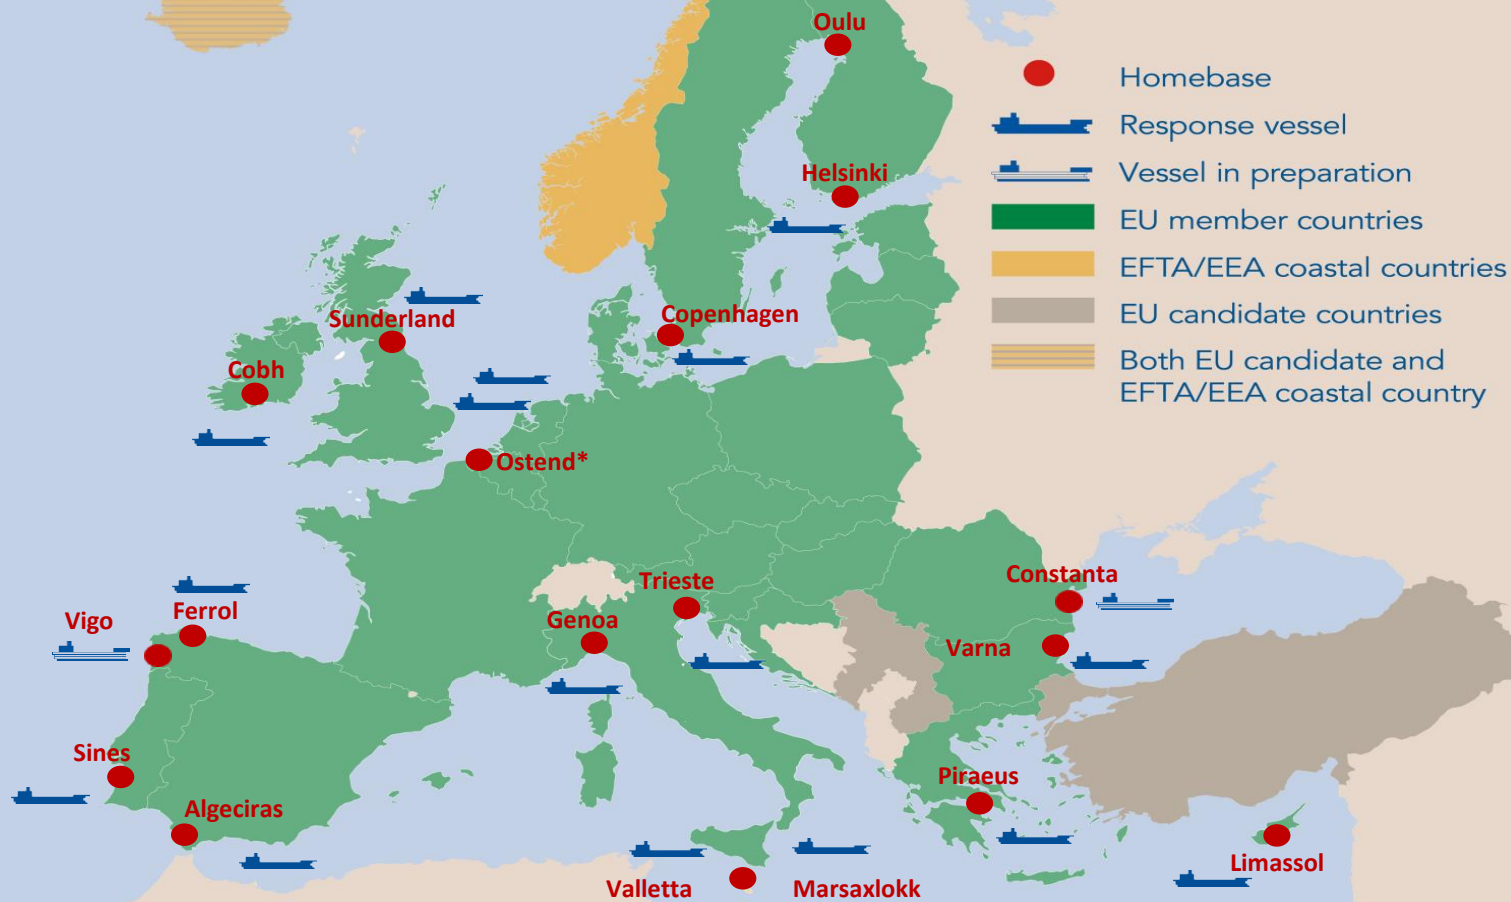 Oulu
Homebase
Response vessel
Vessel in preparation
Helsinki
EU member countries
EFTA/EEA coastal countries
Copenhagen
EU candidate countries
Sunderland
Both EU candidate and
EFTA/EEA coastal country
Cobh
Ostend*
Constanta
Trieste
Ferrol
Vigo
Genoa
Varna
Sines
Piraeus
Algeciras
Limassol
Valletta
Marsaxlokk